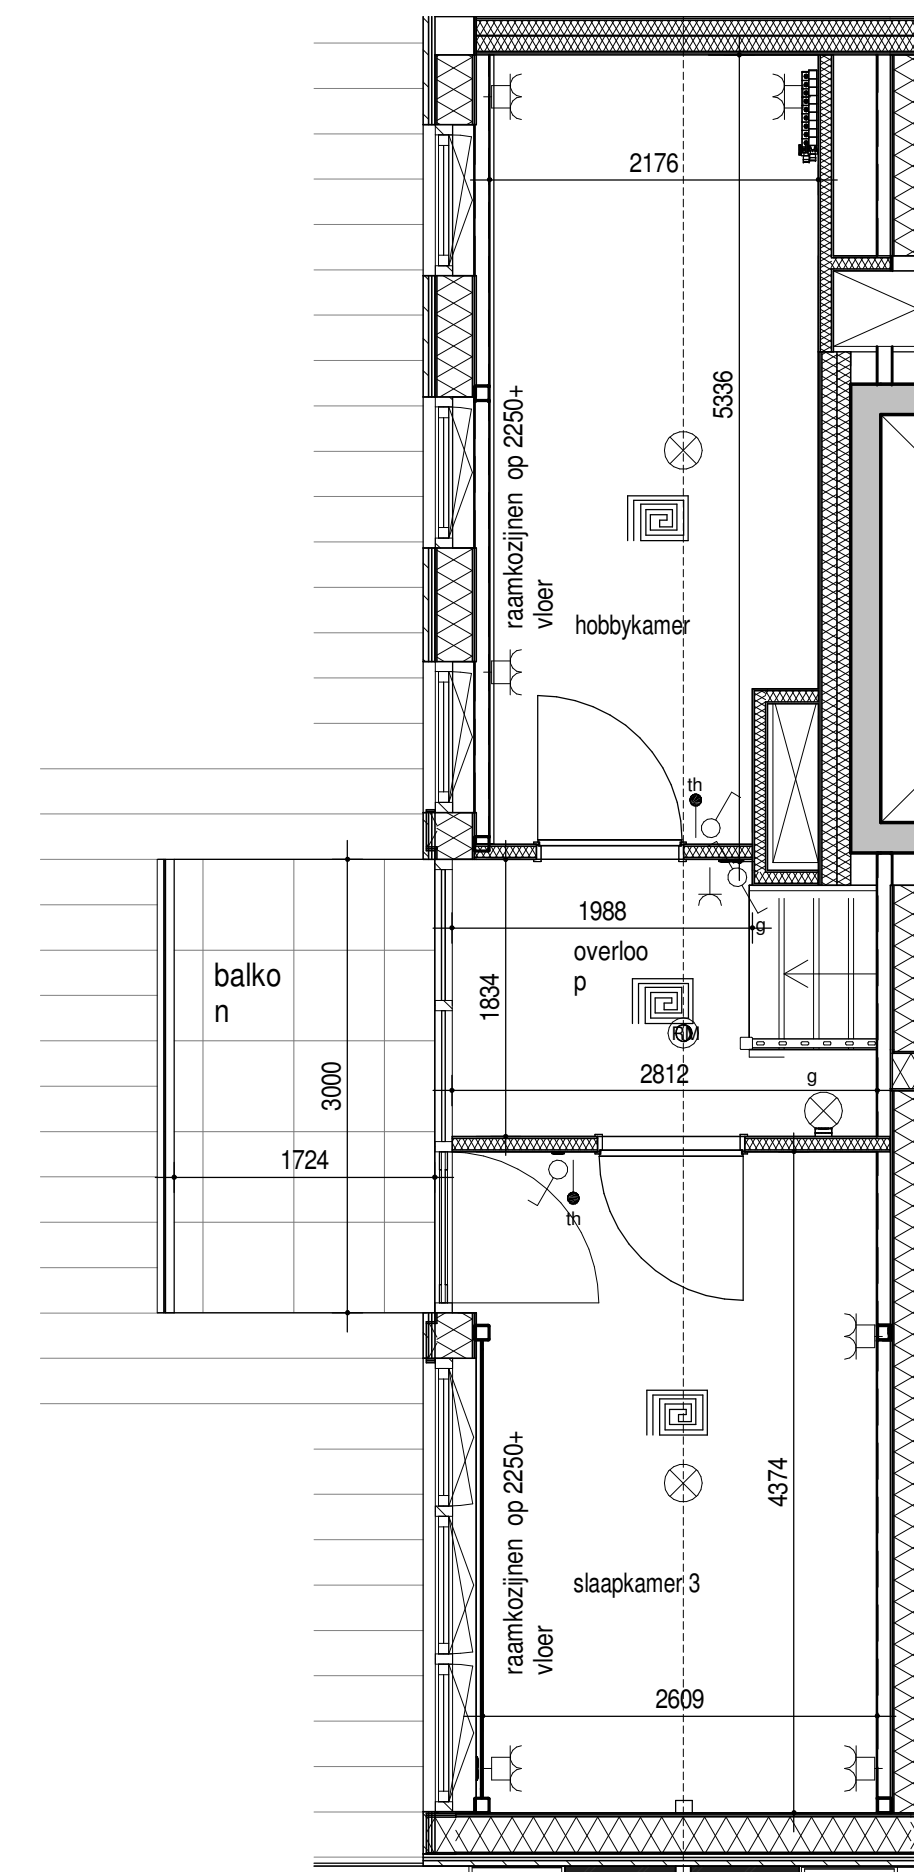 2176
5336
raamkozijnen op 2250+
vloer
hobbykamer
th
1988
g
overloo
p
balko
n
1834
RM
3000
2812
g
1724
th
raamkozijnen op 2250+
vloer
4374
slaapkamer 3
2609